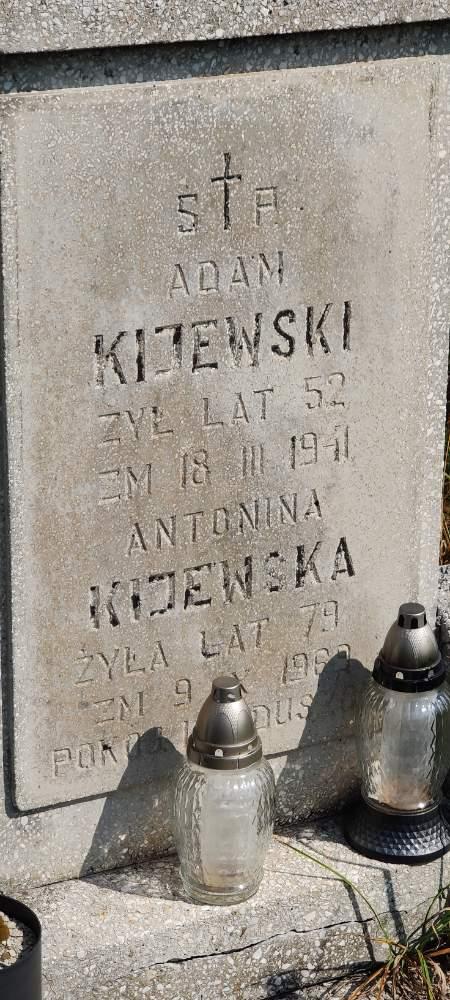 Ś P.
ADAM
KIJEWSKI
ŻYŁ LAT 52
ZM 18 III 1941
ANTONINA
KIJEWSKA
ŻYŁA LAT 79
ZM 9 X
POKÓJ